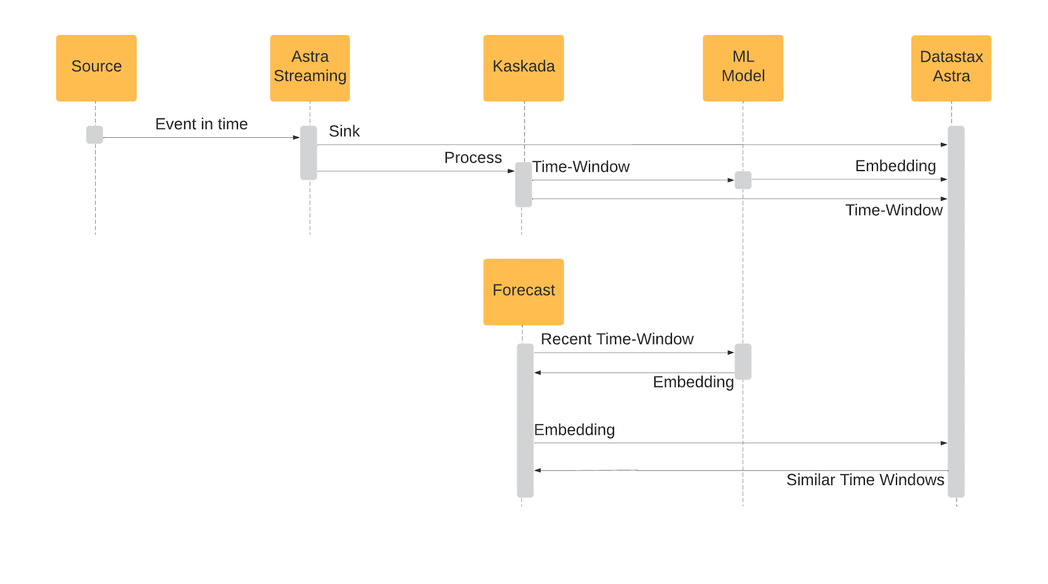 Source
Astra
Streaming
Kaskada
ML
Model
Datastax
Astra
Event in time
Sink
Process
Time-Window
Embedding
Time-Window
Forecast
Recent Time-Window
Embedding
Embedding
Similar Time Windows